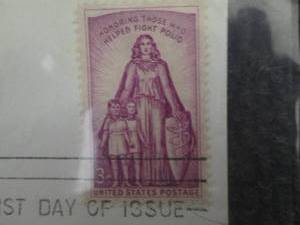 HONORING THOSE WHO
HELPED FIGHT POLIO
3¢
UNITED STATES POSTAGE
ST DAY OF ISSUE